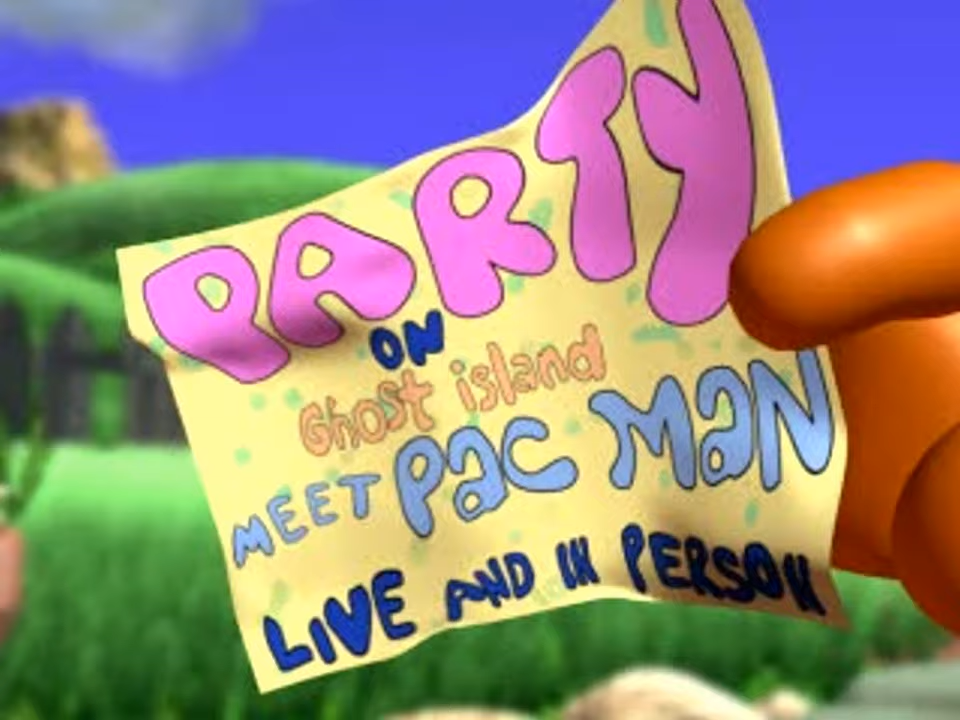 PARTY
ON
Ghost island
MEET PAC MAN
LIVE AND IN PERSON